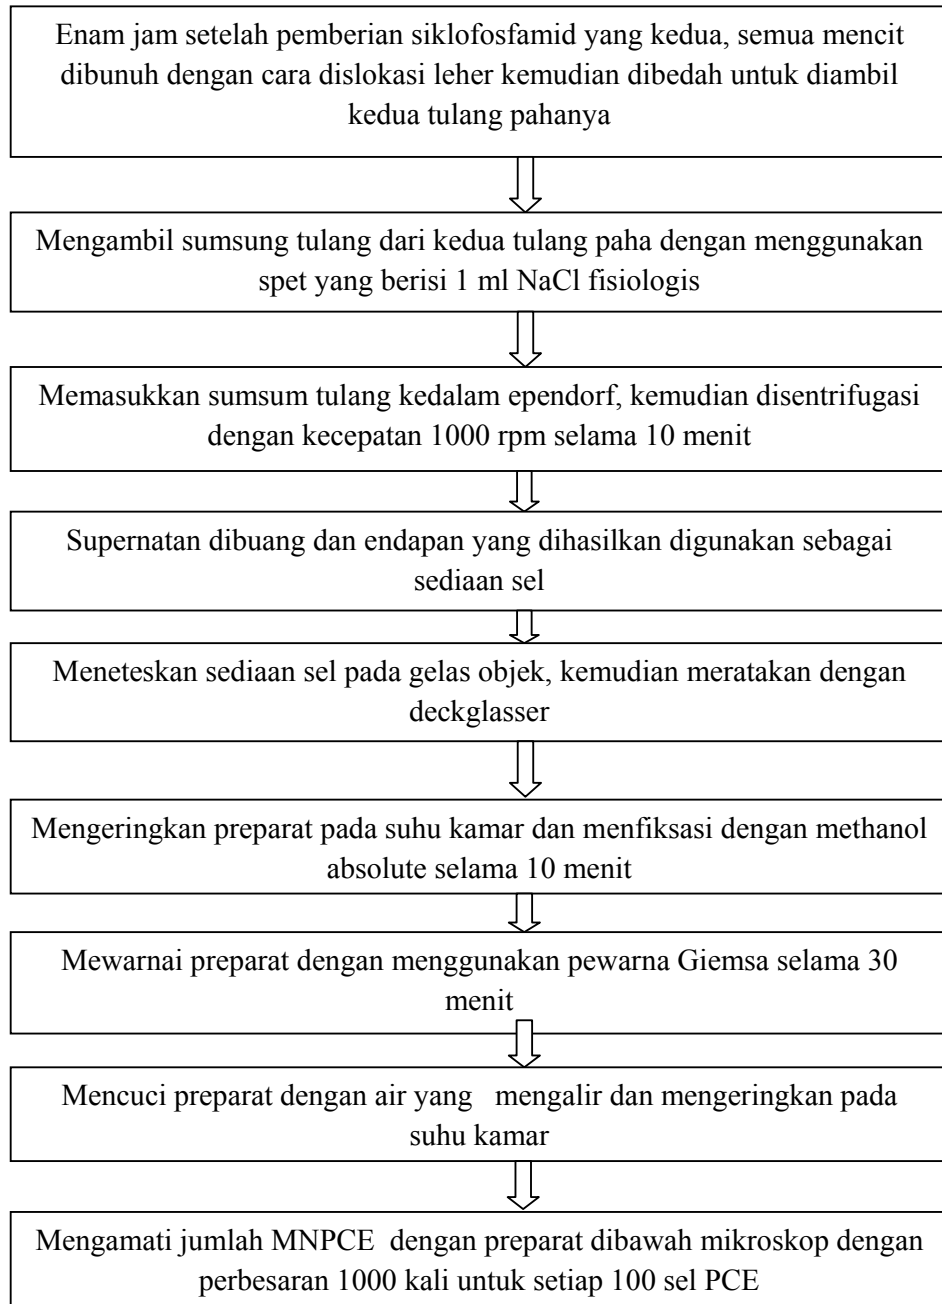 Enam jam setelah pemberian siklofosfamid yang kedua, semua mencit
dibunuh dengan cara dislokasi leher kemudian dibedah untuk diambil
kedua tulang pahanya
Mengambil sumsung tulang dari kedua tulang paha dengan menggunakan
spet yang berisi 1 ml NaCl fisiologis
Memasukkan sumsum tulang kedalam ependorf, kemudian disentrifugasi
dengan kecepatan 1000 rpm selama 10 menit
Supernatan dibuang dan endapan yang dihasilkan digunakan sebagai
sediaan sel
Meneteskan sediaan sel pada gelas objek, kemudian meratakan dengan
deckglasser
Mengeringkan preparat pada suhu kamar dan menfiksasi dengan methanol
absolute selama 10 menit
Mewarnai preparat dengan menggunakan pewarna Giemsa selama 30
menit
Mencuci preparat dengan air yang mengalir dan mengeringkan pada
suhu kamar
Mengamati jumlah MNPCE dengan preparat dibawah mikroskop dengan
perbesaran 1000 kali untuk setiap 100 sel PCE